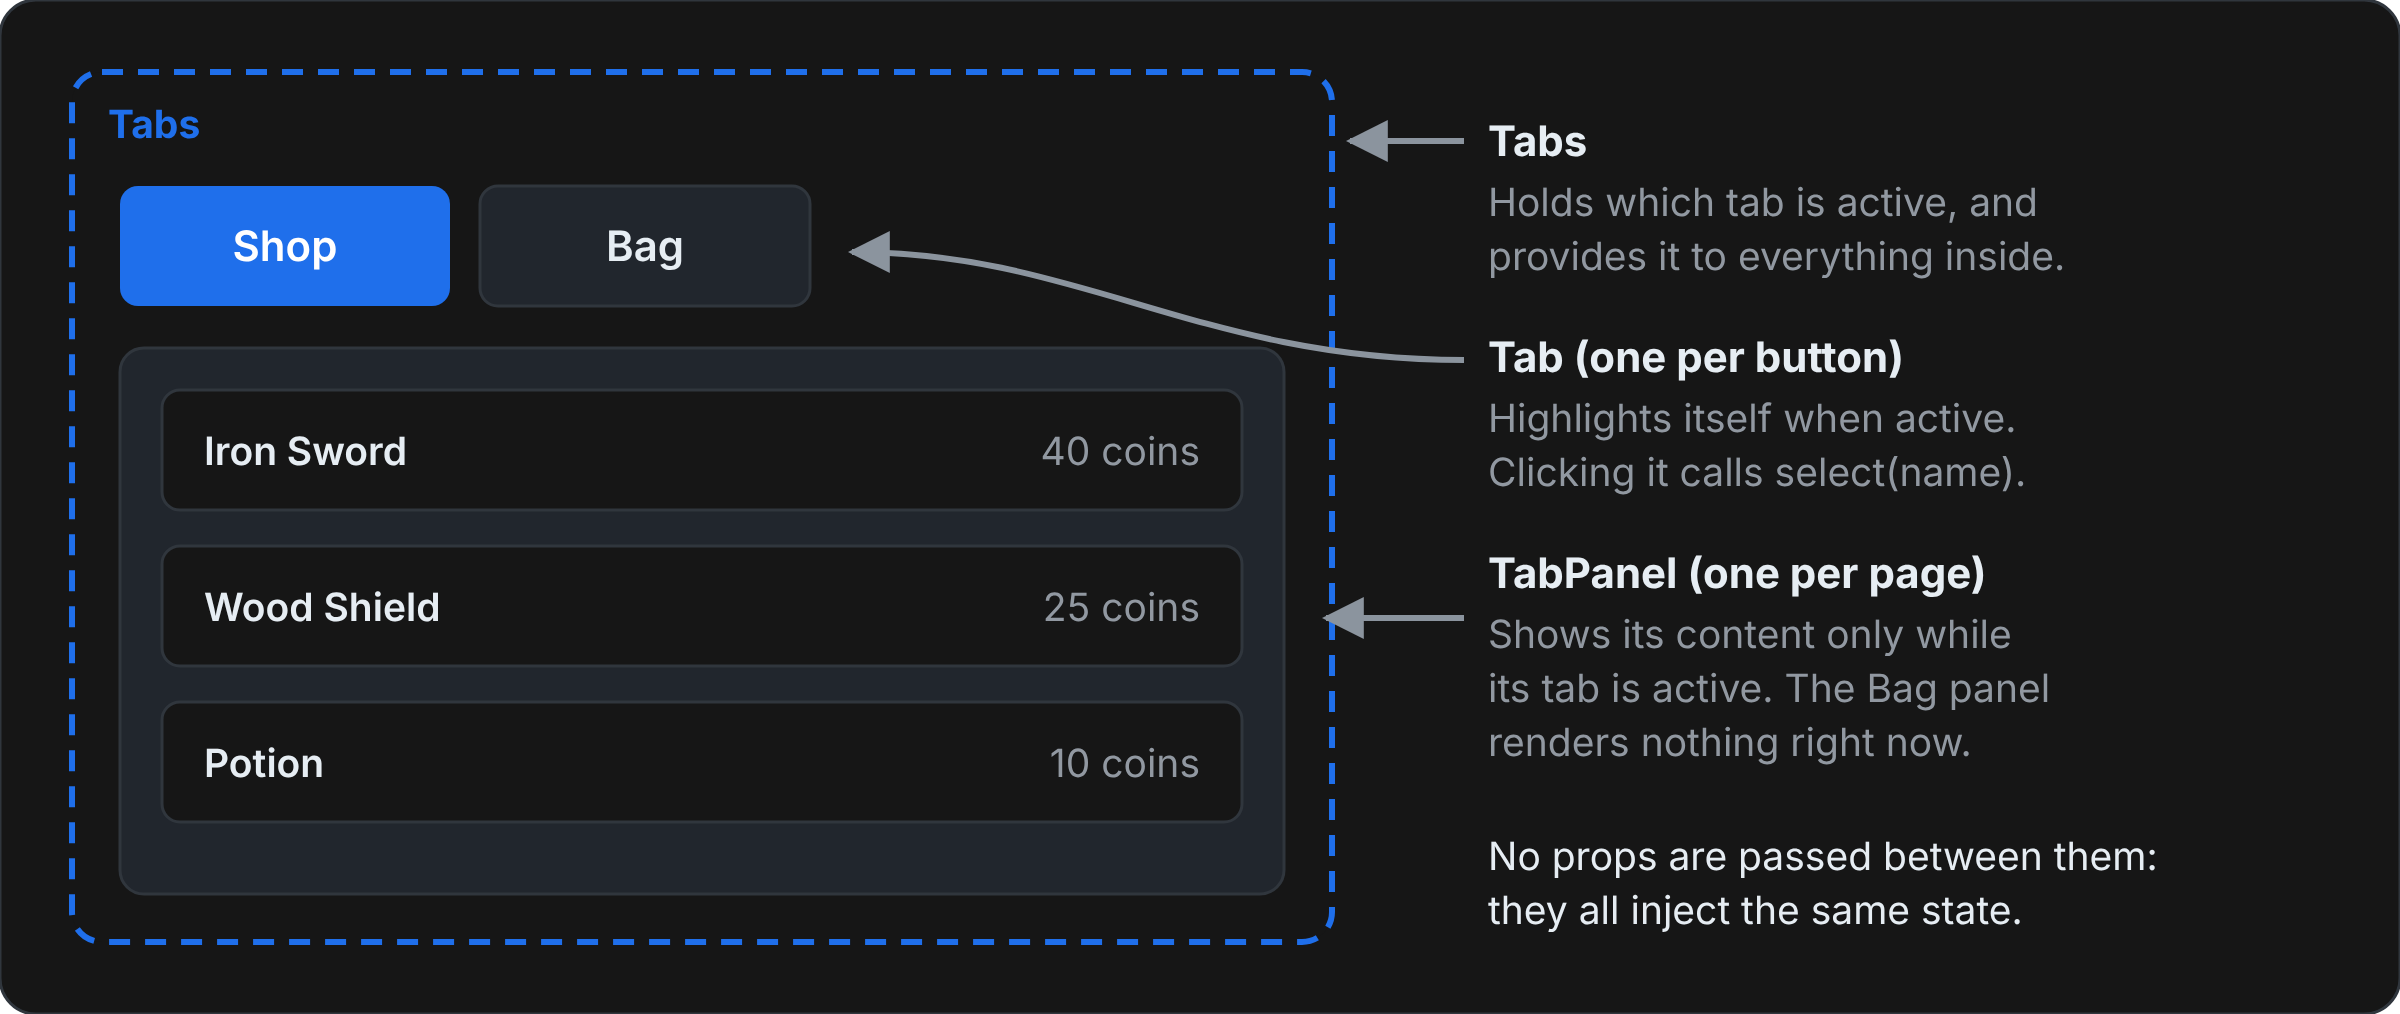 Tabs
Shop
Bag
Iron Sword
40 coins
Wood Shield
25 coins
Potion
10 coins
Tabs
Holds which tab is active, and
provides it to everything inside.
Tab (one per button)
Highlights itself when active.
Clicking it calls select(name).
TabPanel (one per page)
Shows its content only while
its tab is active. The Bag panel
renders nothing right now.
No props are passed between them:
they all inject the same state.